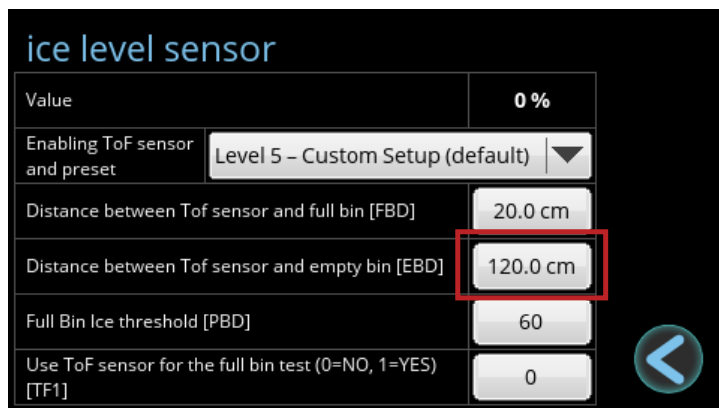 ice level sensor
Value 0 %
Enabling ToF sensor
and preset
Level 5 – Custom Setup (default)
Distance between Tof sensor and full bin [FBD] 20.0 cm
Distance between Tof sensor and empty bin [EBD] 120.0 cm
Full Bin Ice threshold [PBD] 60
Use ToF sensor for the full bin test (0=NO, 1=YES)
[TF1]
0